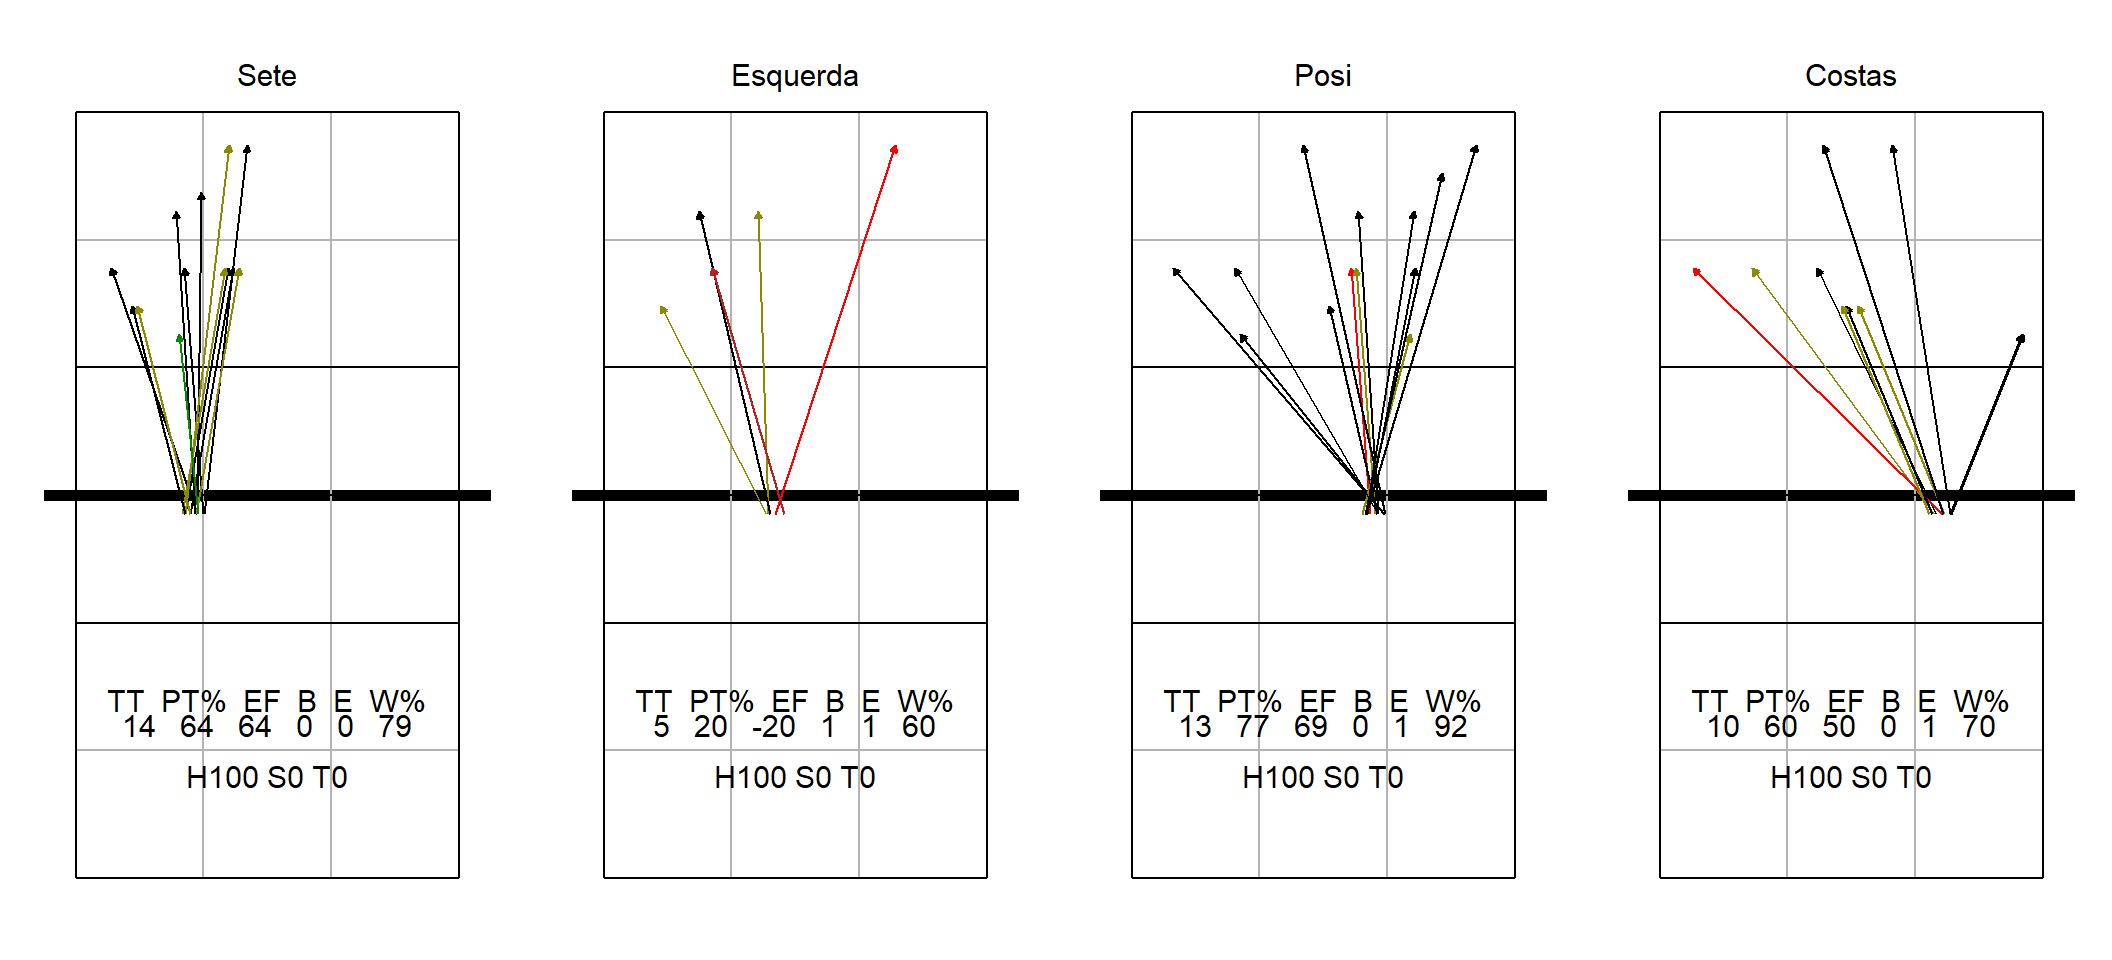 Sete
TT PT% EF B E W%
14 64 64 0 0 79
H100 S0 T0
Esquerda
TT PT% EF B E W%
5 20 -20 1 1 60
H100 S0 T0
Posi
TT PT% EF B E W%
13 77 69 0 1 92
H100 S0 T0
Costas
TT PT% EF B E W%
10 60 50 0 1 70
H100 S0 T0